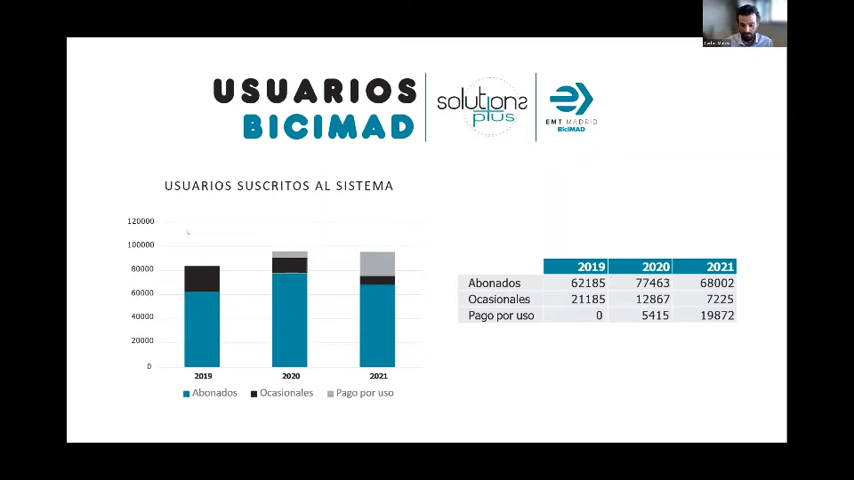 USUARIOS
BICIMAD
solutions
plus
EMT MADRID
BiciMAD
USUARIOS SUSCRITOS AL SISTEMA
120000
100000
80000
60000
40000
20000
0
2019 2020 2021
Abonados Ocasionales Pago por uso
2019 2020 2021
Abonados 62185 77463 68002
Ocasionales 21185 12867 7225
Pago por uso 0 5415 19872